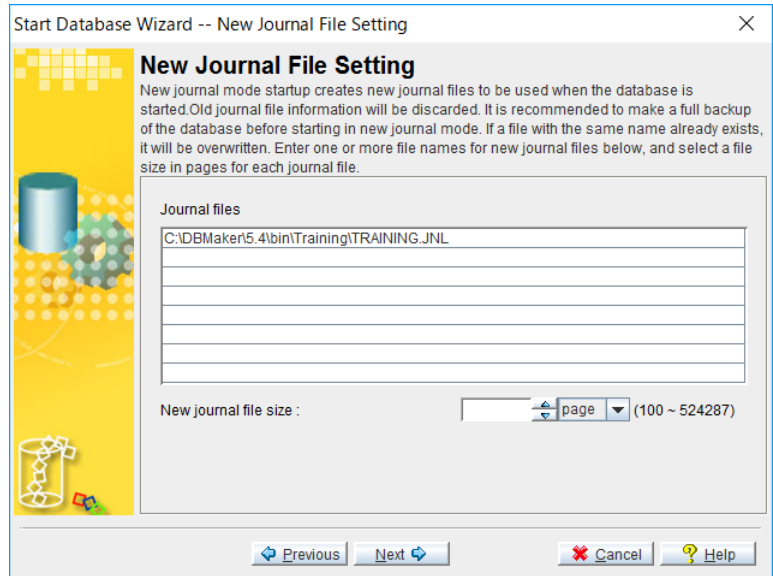 Start Database Wizard -- New Journal File Setting
New Journal File Setting
New journal mode startup creates new journal files to be used when the database is
started.Old journal file information will be discarded. It is recommended to make a full backup
of the database before starting in new journal mode. If a file with the same name already exists,
it will be overwritten. Enter one or more file names for new journal files below, and select a file
size in pages for each journal file.
Journal files
C:\DBMaker\5.4\bin\Training\TRAINING.JNL
New journal file size : page (100 ~ 524287)
Previous Next Cancel Help